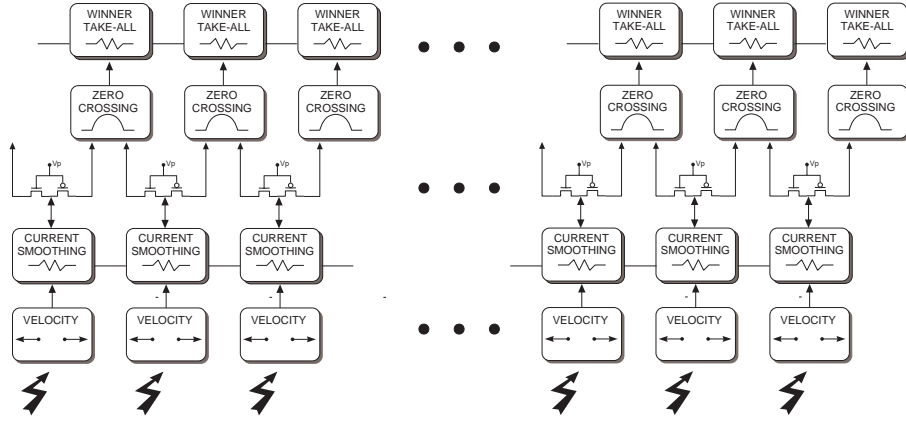 WINNER WINNER WINNER WINNER WINNER WINNER
TAKE-ALL TAKE-ALL TAKE-ALL TAKE-ALL TAKE-ALL TAKE-ALL
ZERO ZERO ZERO ZERO ZERO ZERO
CROSSING CROSSING CROSSING CROSSING CROSSING CROSSING
Vp Vp Vp Vp Vp Vp
CURRENT CURRENT CURRENT CURRENT CURRENT CURRENT
SMOOTHING SMOOTHING SMOOTHING SMOOTHING SMOOTHING SMOOTHING
VELOCITY VELOCITY VELOCITY VELOCITY VELOCITY VELOCITY